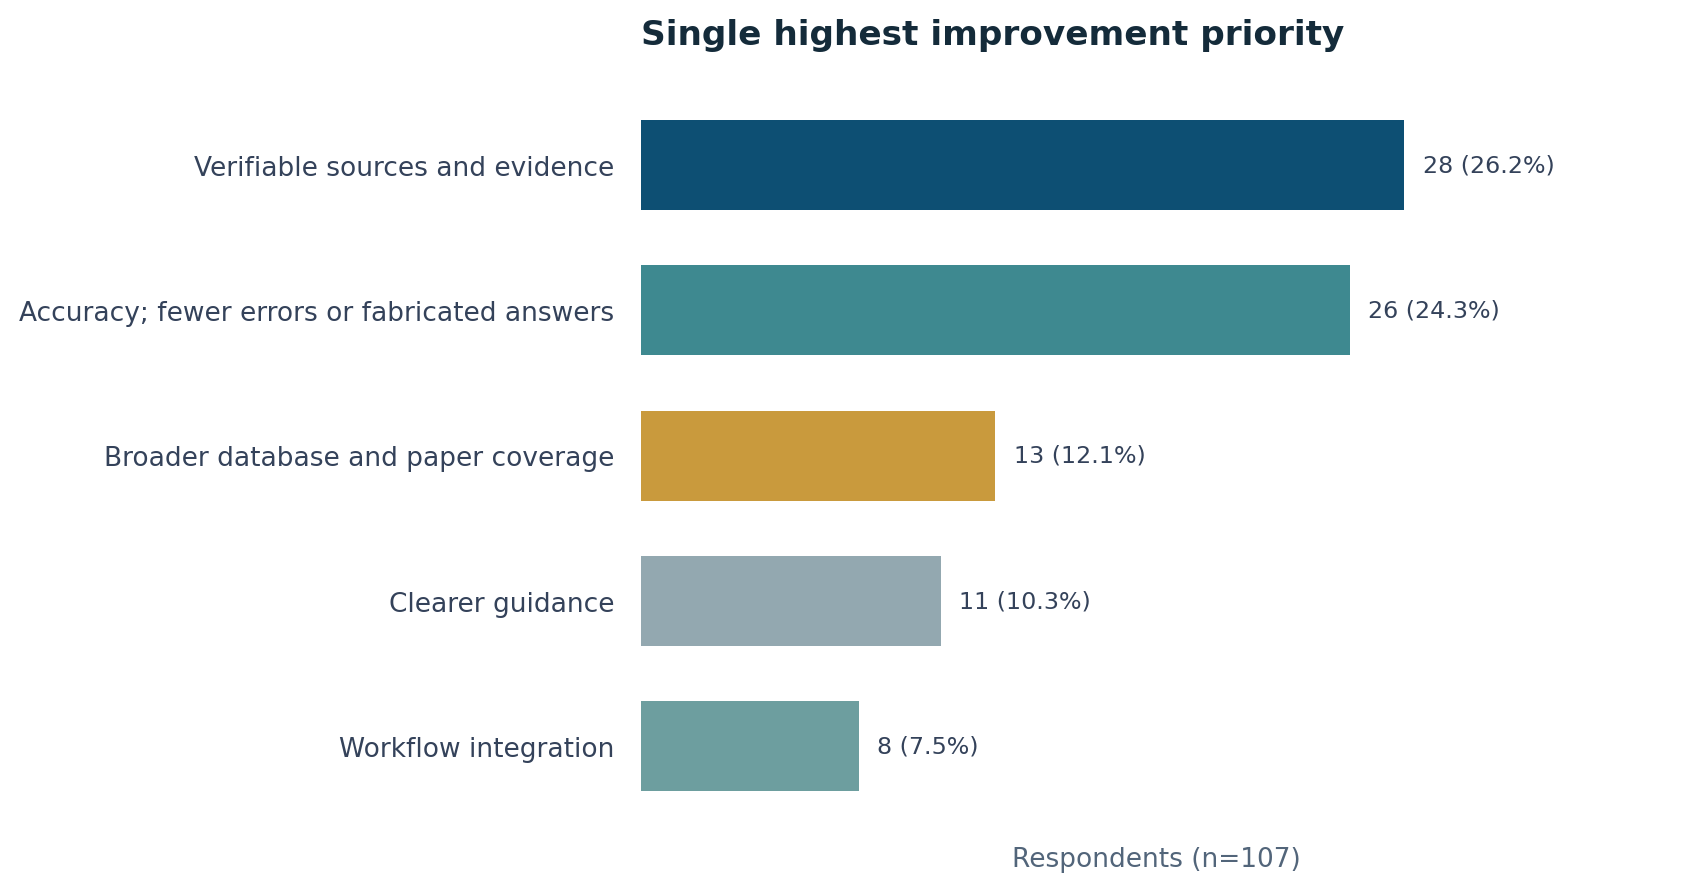 Single highest improvement priority
Verifiable sources and evidence 28 (26.2%)
Accuracy; fewer errors or fabricated answers 26 (24.3%)
Broader database and paper coverage 13 (12.1%)
Clearer guidance 11 (10.3%)
Workflow integration 8 (7.5%)
Respondents (n=107)